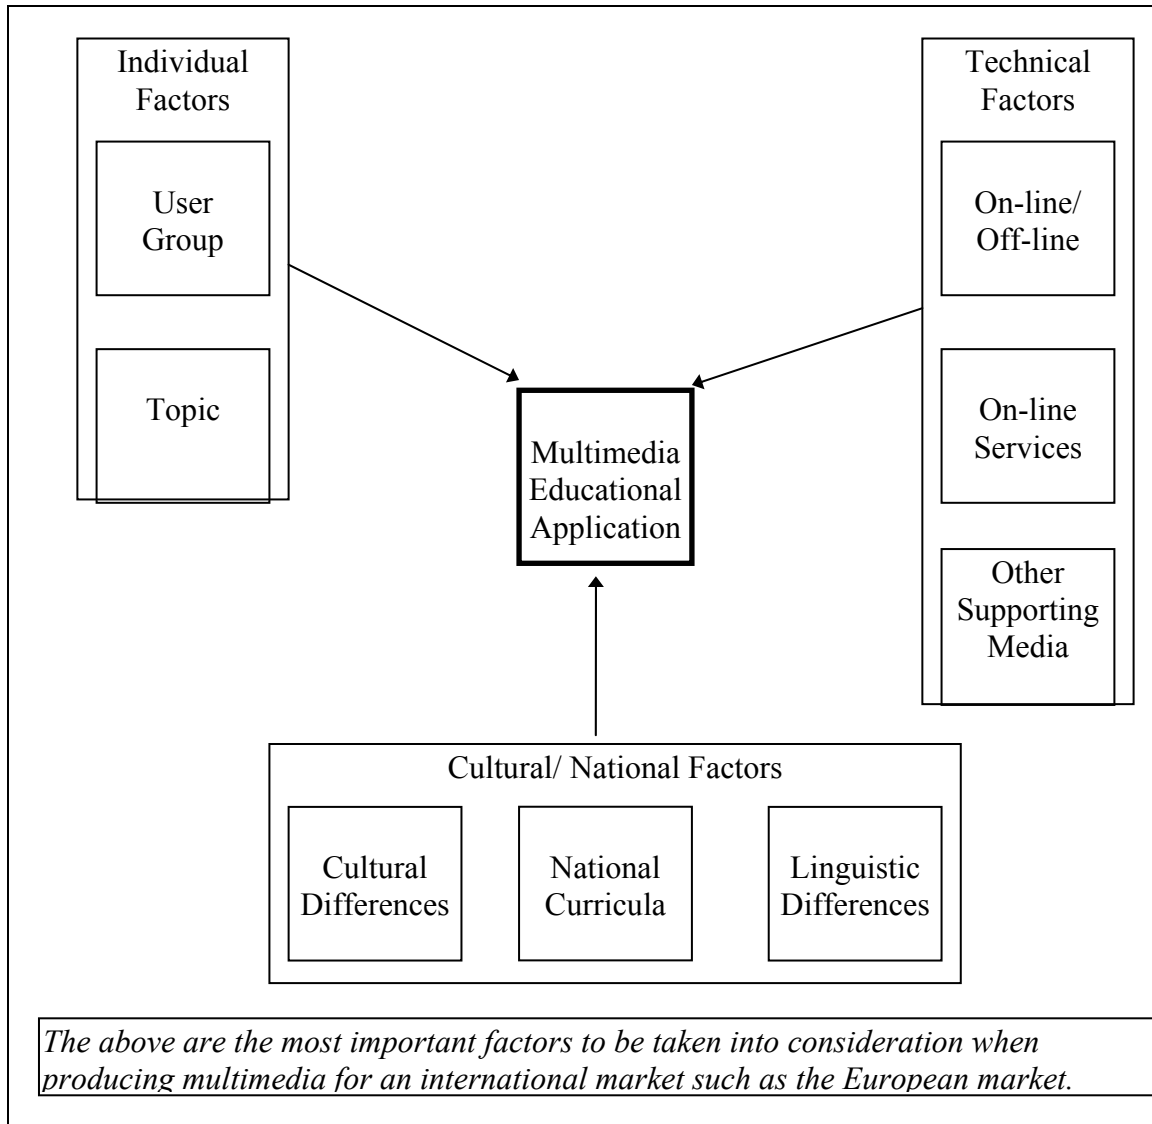 Individual
Factors
User
Group
Topic
Technical
Factors
On-line/
Off-line
On-line
Services
Other
Supporting
Media
Multimedia
Educational
Application
Cultural/ National Factors
Cultural
Differences
National
Curricula
Linguistic
Differences
The above are the most important factors to be taken into consideration when
producing multimedia for an international market such as the European market.